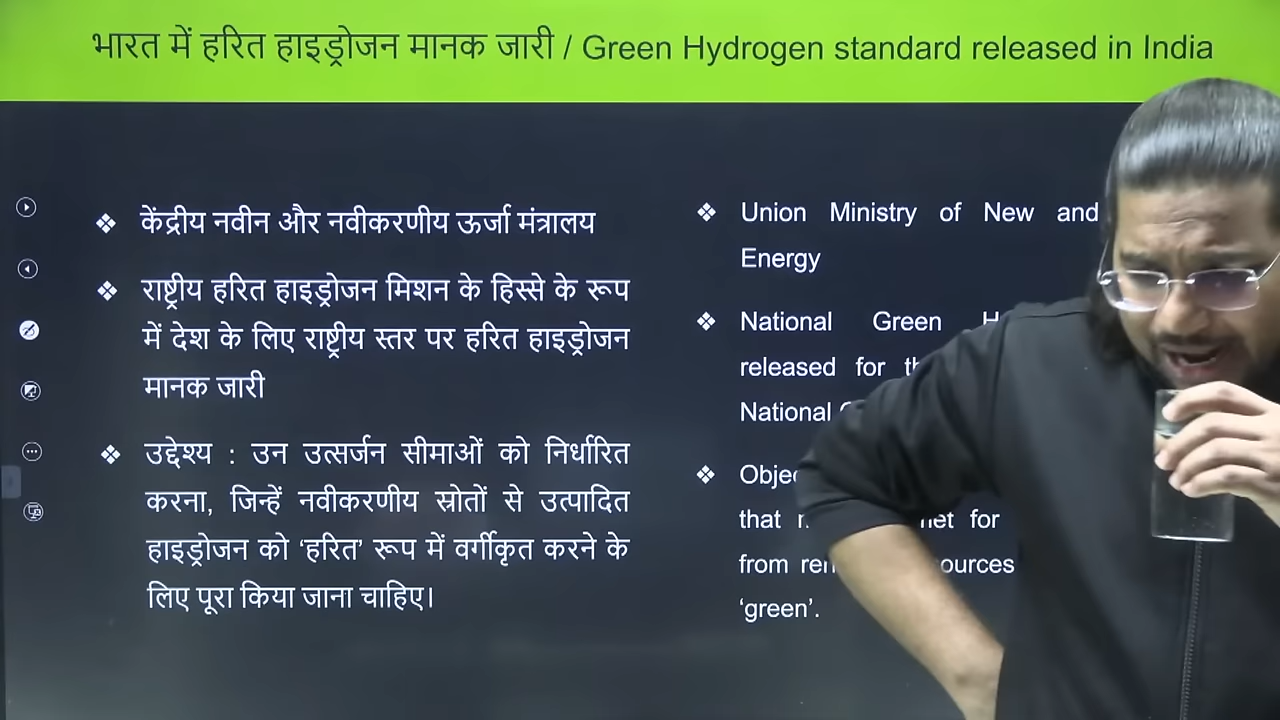 भारत में हरित हाइड्रोजन मानक जारी / Green Hydrogen standard released in India
केंद्रीय नवीन और नवीकरणीय ऊर्जा मंत्रालय
राष्ट्रीय हरित हाइड्रोजन मिशन के हिस्से के रूप
में देश के लिए राष्ट्रीय स्तर पर हरित हाइड्रोजन
मानक जारी
उद्देश्य : उन उत्सर्जन सीमाओं को निर्धारित
करना, जिन्हें नवीकरणीय स्रोतों से उत्पादित
हाइड्रोजन को ‘हरित’ रूप में वर्गीकृत करने के
लिए पूरा किया जाना चाहिए।
Union Ministry of New and
Energy
National Green
released for
National
that for
from
‘green’.